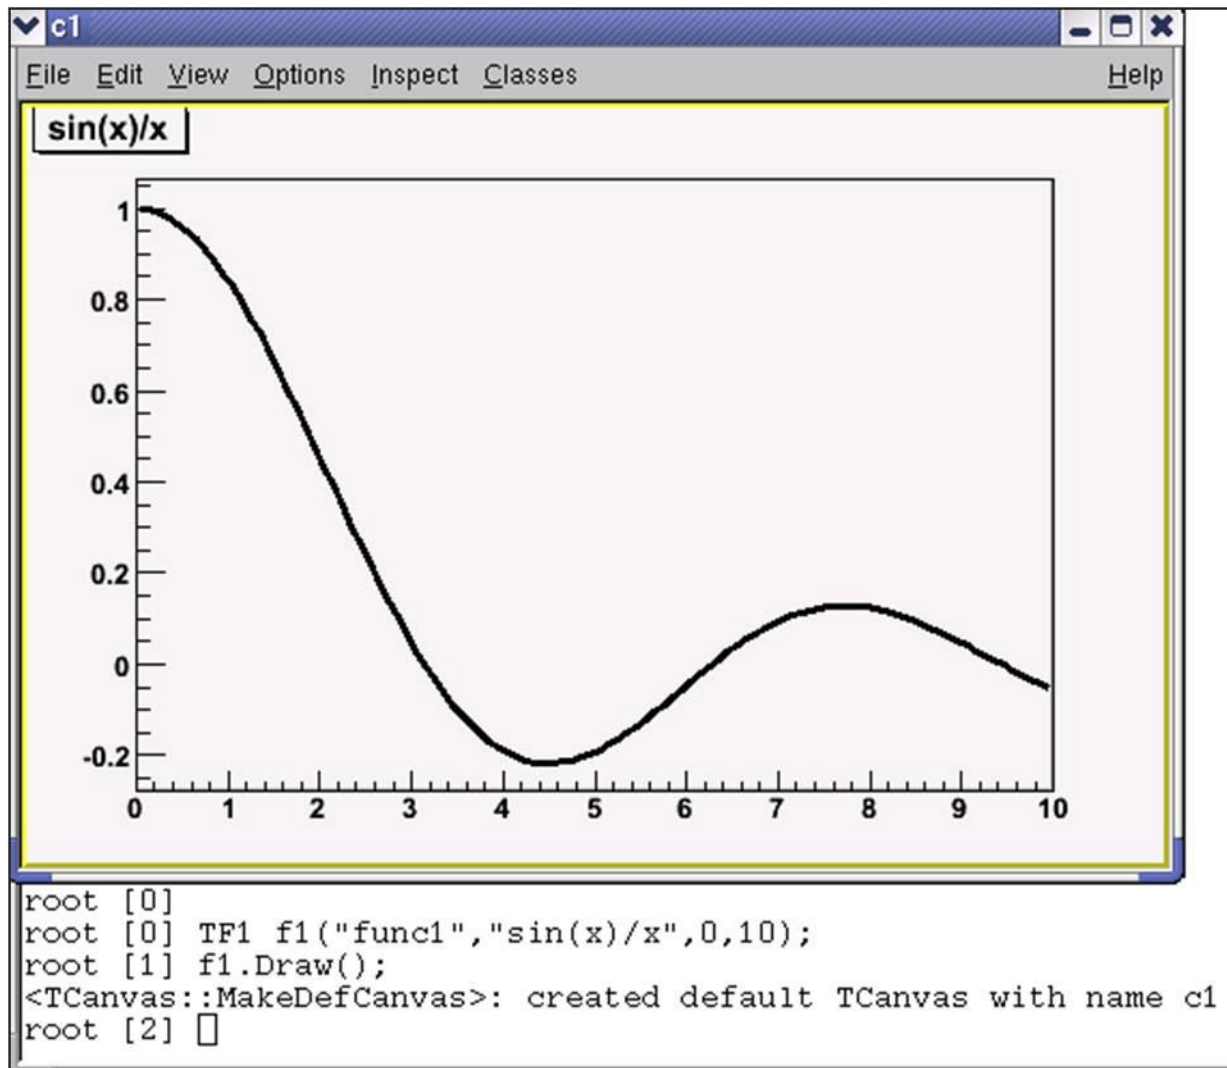 c1
File Edit View Options Inspect Classes Help
sin(x)/x
1
0.8
0.6
0.4
0.2
0
-0.2
0 1 2 3 4 5 6 7 8 9 10
root [0]
root [0] TF1 f1("func1","sin(x)/x",0,10);
root [1] f1.Draw();
<TCanvas::MakeDefCanvas>: created default TCanvas with name c1
root [2]